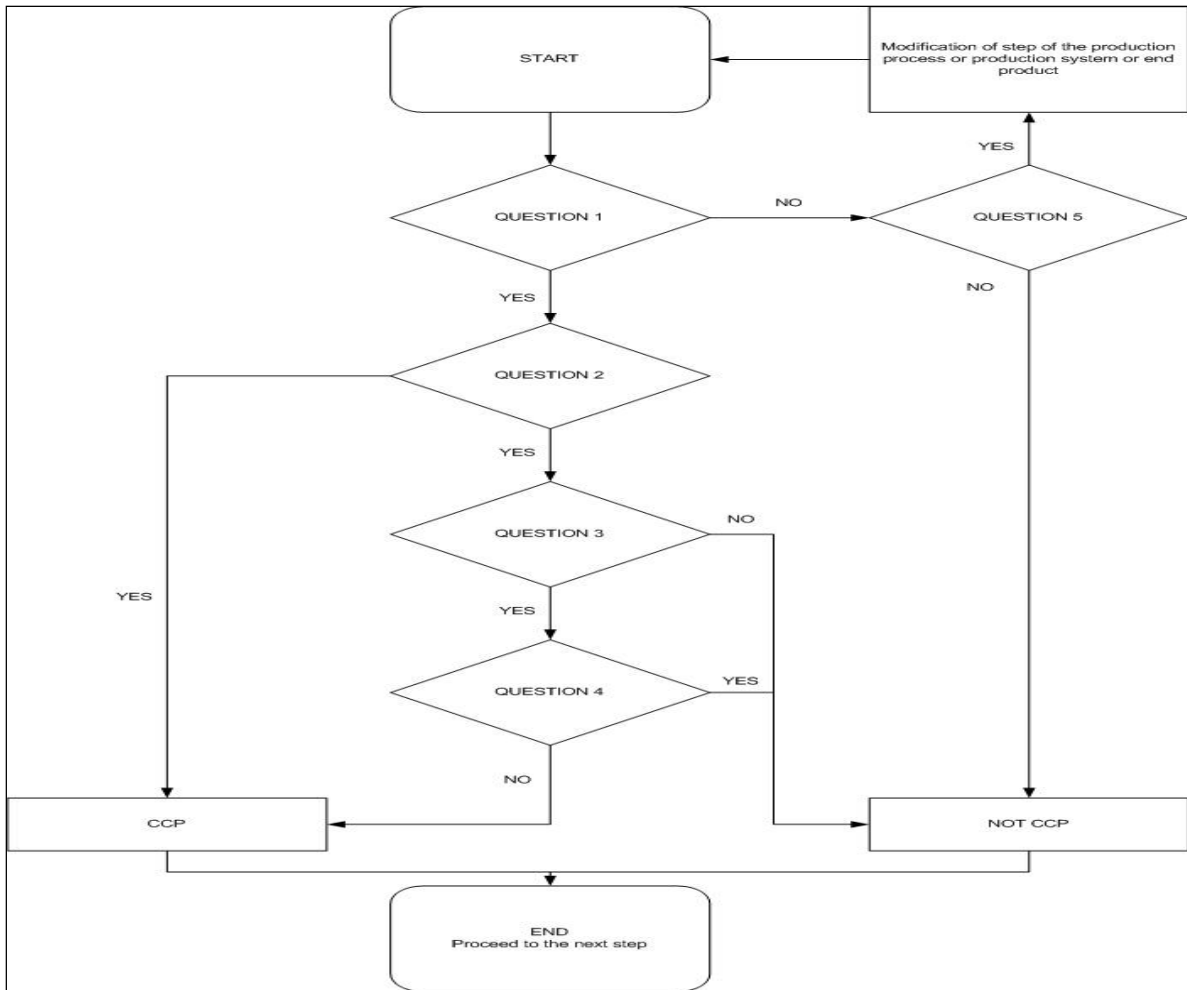 START
Modification of step of the production
process or production system or end
product
YES
QUESTION 1
NO
QUESTION 5
YES
NO
QUESTION 2
YES
QUESTION 3
NO
YES
YES
QUESTION 4
YES
NO
CCP
NOT CCP
END
Proceed to the next step